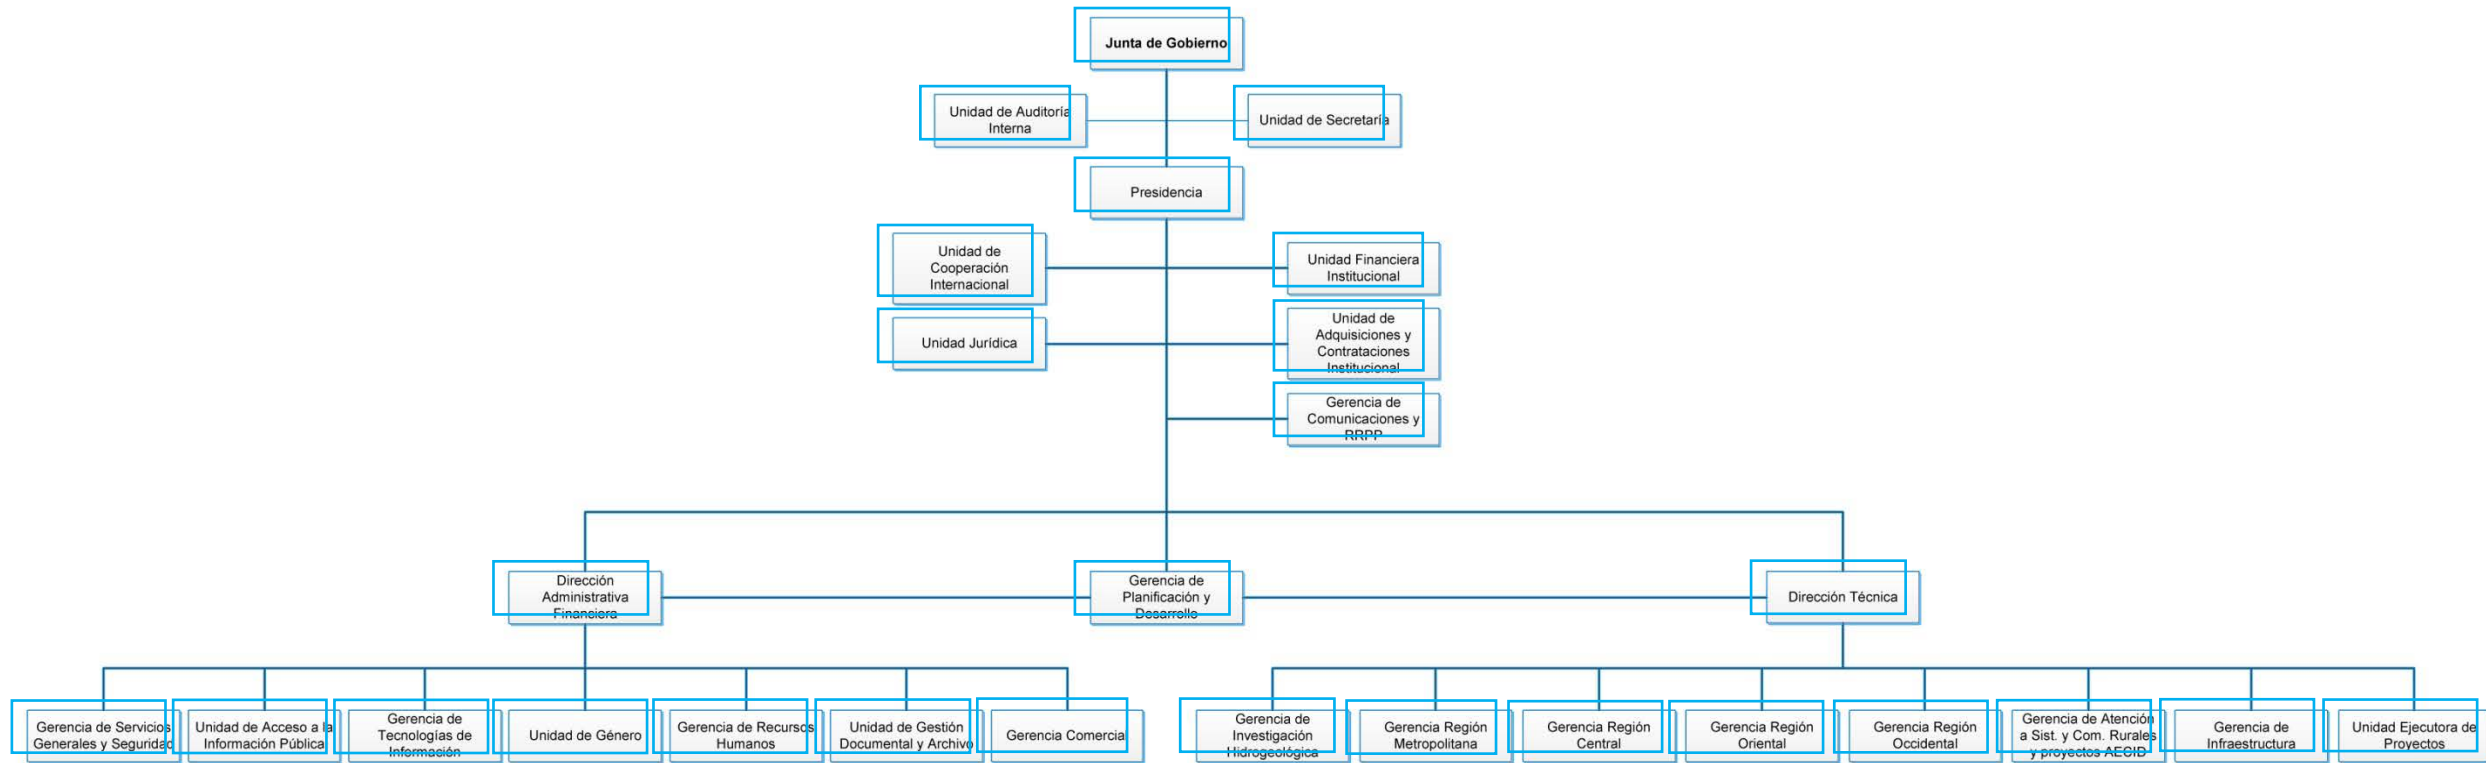 Junta de Gobierno
Unidad de Auditoría
Interna
Unidad de Secretaría
Presidencia
Unidad de
Cooperación
Internacional
Unidad Financiera
Institucional
Unidad Jurídica
Unidad de
Adquisiciones y
Contrataciones
Institucional
Gerencia de
Comunicaciones y
RRPP
Dirección
Administrativa
Financiera
Gerencia de
Planificación y
Desarrollo
Dirección Técnica
Gerencia de Servicios
Generales y Seguridad
Unidad de Acceso a la
Información Pública
Gerencia de
Tecnologías de
Información
Unidad de Género
Gerencia de Recursos
Humanos
Unidad de Gestión
Documental y Archivo
Gerencia Comercial
Gerencia de
Investigación
Hidrogeológica
Gerencia Región
Metropolitana
Gerencia Región
Central
Gerencia Región
Oriental
Gerencia Región
Occidental
Gerencia de Atención
a Sist. y Com. Rurales
y proyectos AECID
Gerencia de
Infraestructura
Unidad Ejecutora de
Proyectos